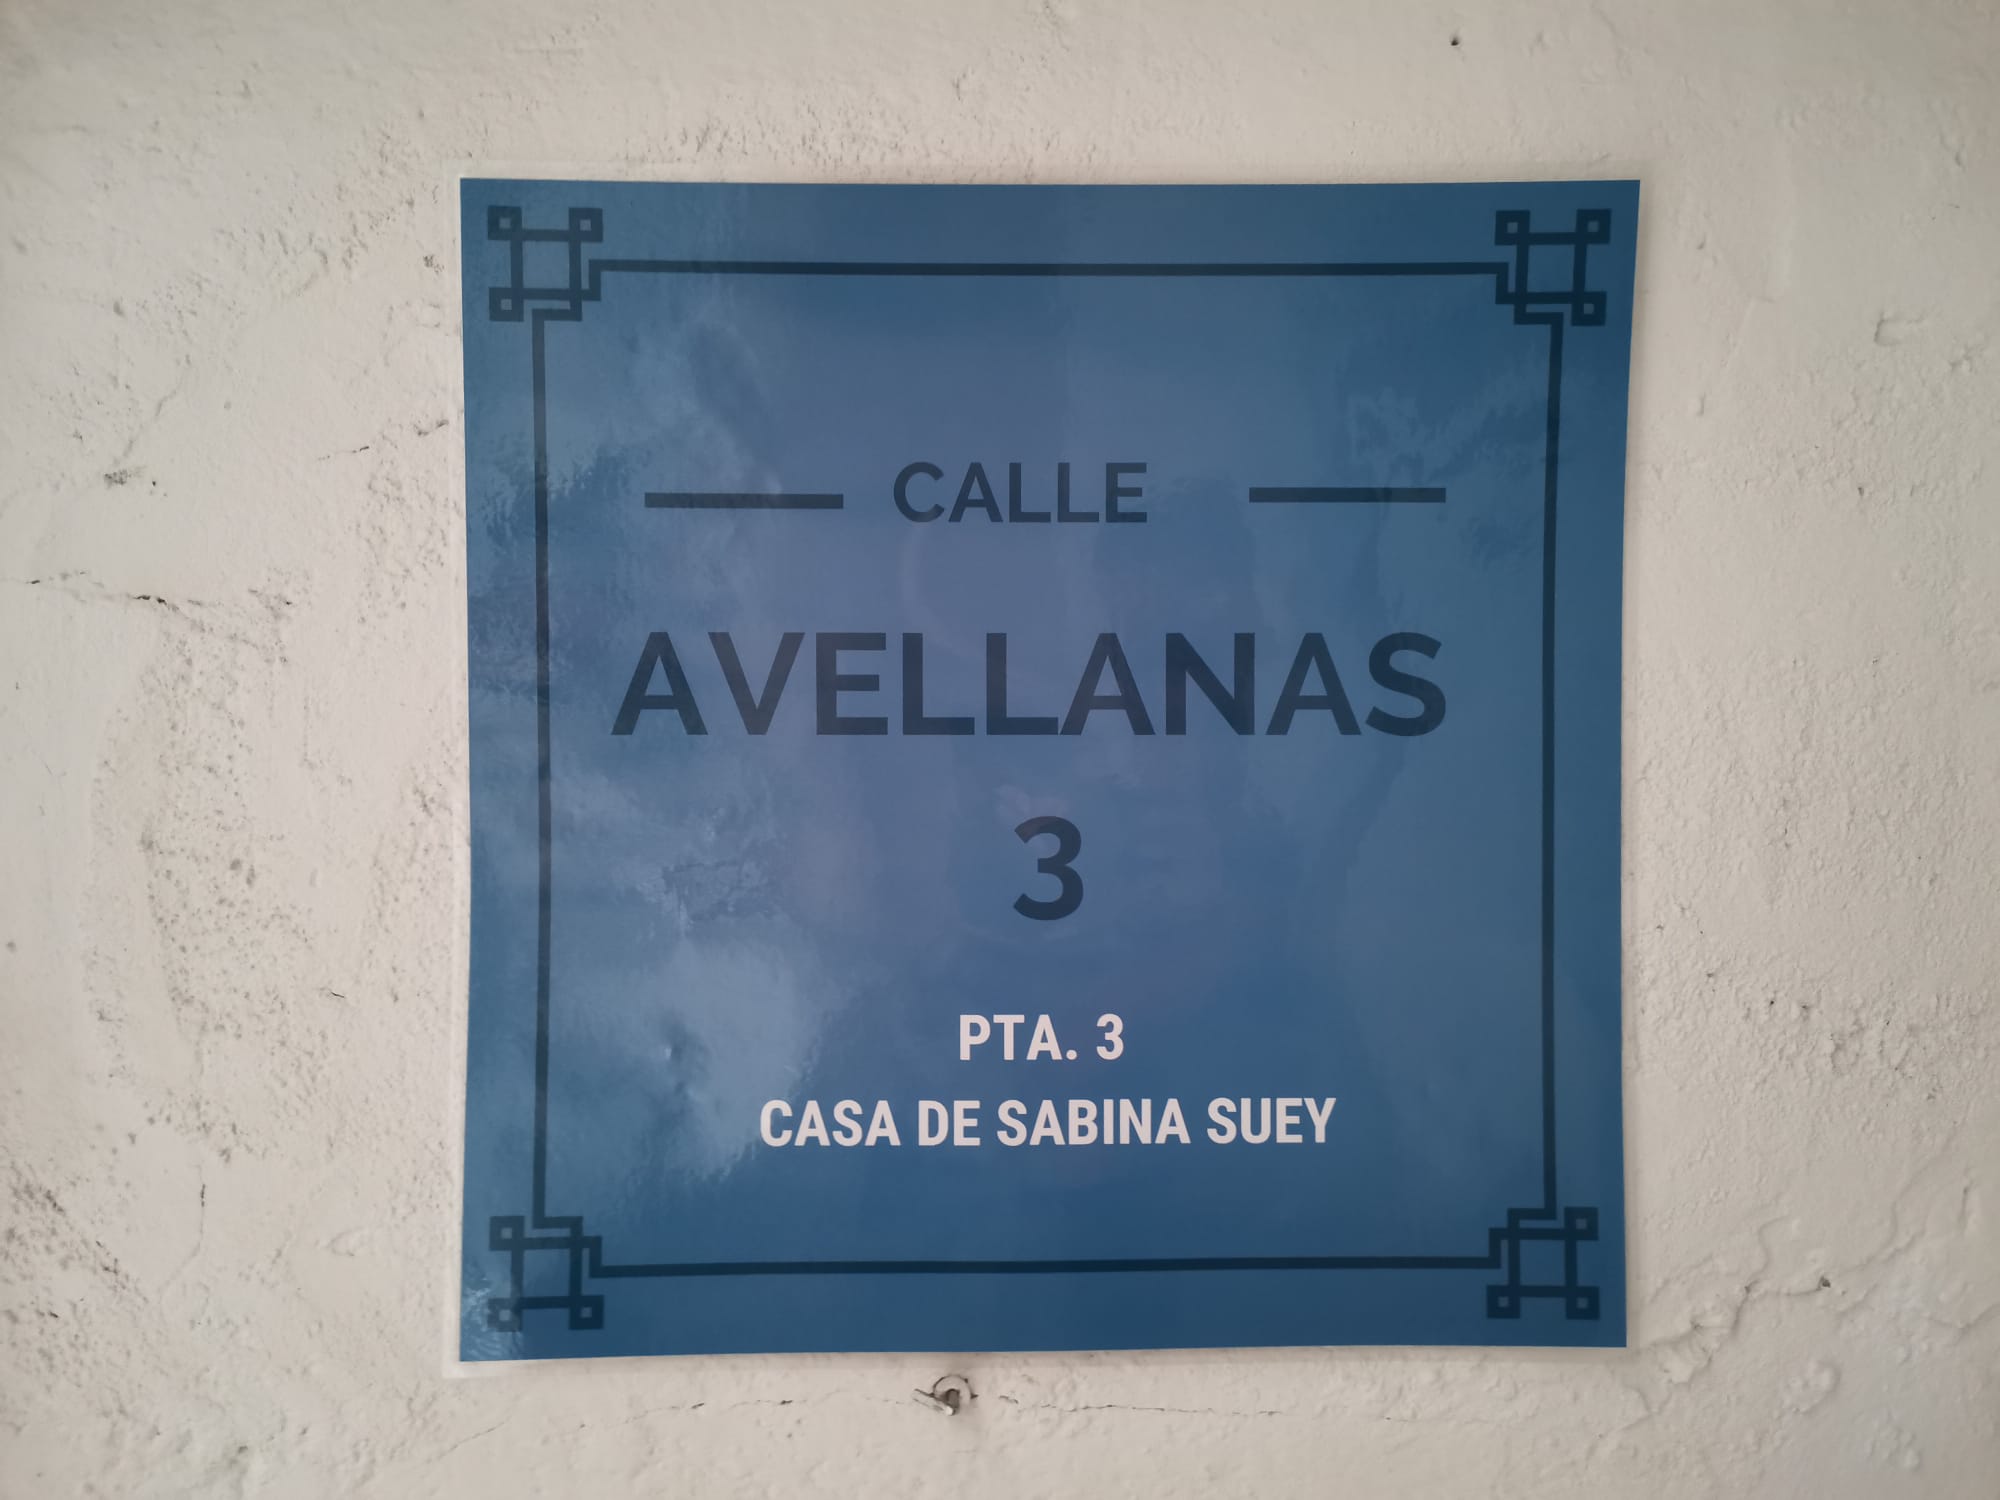 CALLE
AVELLANAS
3
PTA. 3
CASA DE SABINA SUEY